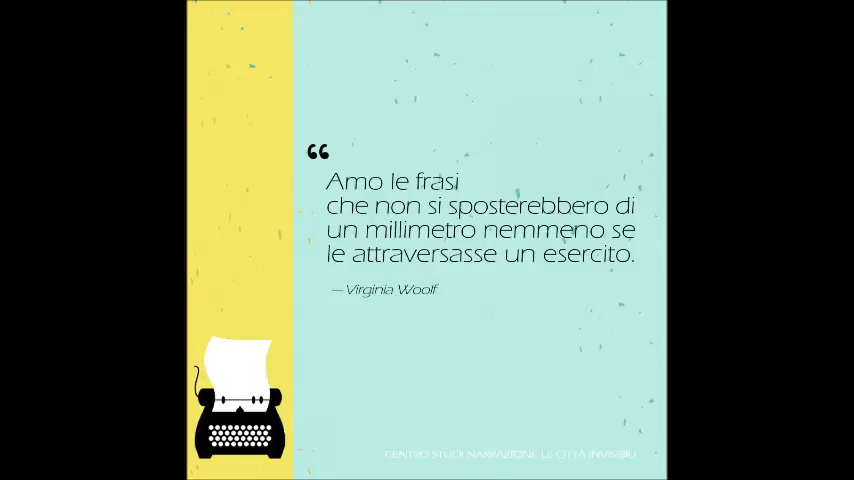 “
Amo le frasi
che non si sposterebbero di
un millimetro nemmeno se
le attraversasse un esercito.
— Virginia Woolf
CENTRO STUDI NARRAZIONE LE CITTÀ INVISIBILI